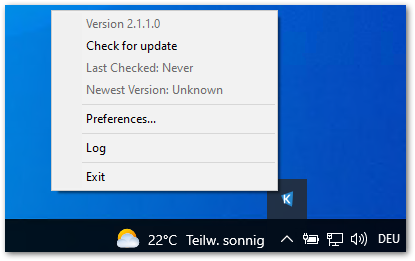 Version 2.1.1.0
Check for update
Last Checked: Never
Newest Version: Unknown
Preferences...
Log
Exit
K
22°C Teilw. sonnig DEU